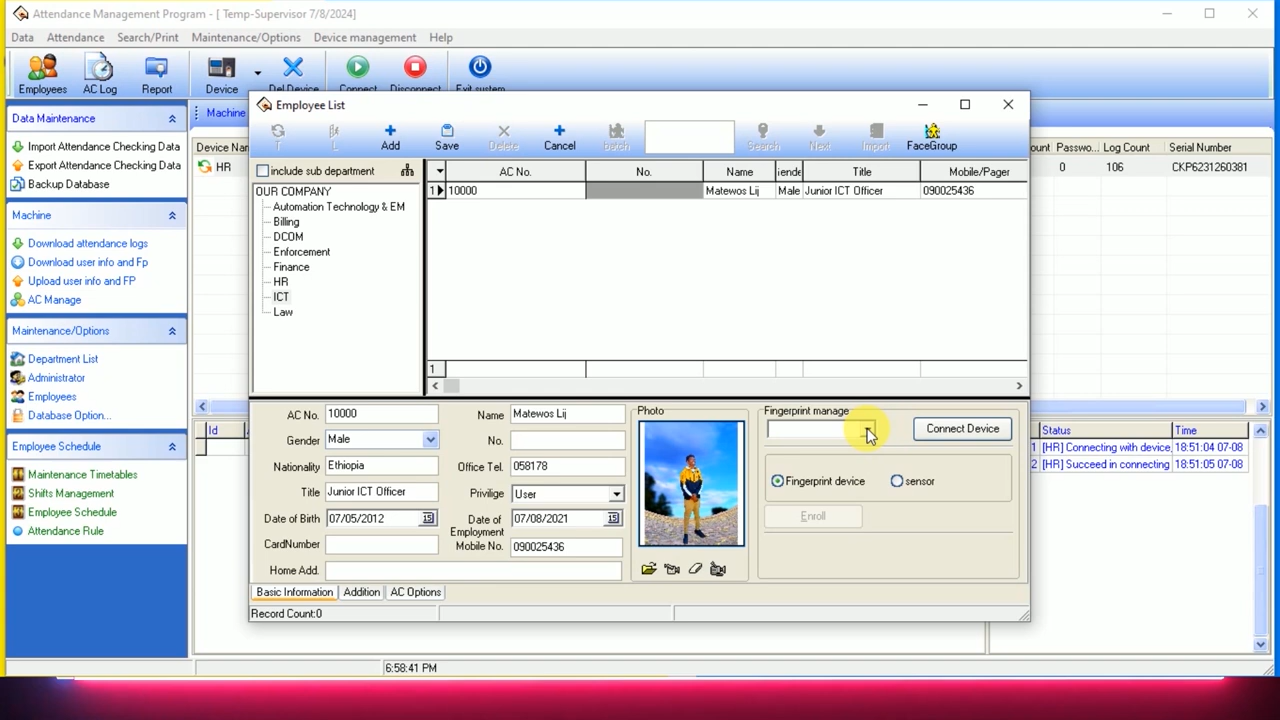 Attendance Management Program - [ Temp-Supervisor 7/8/2024]
Data Attendance Search/Print Maintenance/Options Device management Help
Employees AC Log Report Device Del Device Connect Disconnect Exit system
Employee List
Add Save Delete Cancel Search Next Import FaceGroup
Data Maintenance
Import Attendance Checking Data
Export Attendance Checking Data
Backup Database
Machine
Download attendance logs
Download user info and Fp
Upload user info and FP
AC Manage
Maintenance/Options
Department List
Administrator
Employees
Database Option...
Employee Schedule
Maintenance Timetables
Shifts Management
Employee Schedule
Attendance Rule
Machine
Device Nam
HR
include sub department
OUR COMPANY
Automation Technology & EM
Billing
DCOM
Enforcement
Finance
HR
ICT
Law
AC No. No. Name iende Title Mobile/Pager
1 10000 Matewos Lij Male Junior ICT Officer 090025436
1
ount Passwo... Log Count Serial Number
0 106 CKP6231260381
AC No. 10000 Name Matewos Lij
Gender Male No.
Nationality Ethiopia Office Tel. 058178
Title Junior ICT Officer Privilige User
Date of Birth 07/05/2012 Date of Employment 07/08/2021
CardNumber Mobile No. 090025436
Home Add.
Photo
Fingerprint manage
Connect Device
Fingerprint device sensor
Enroll
Basic Information Addition AC Options
Record Count:0
Id
Status Time
1 [HR] Connecting with device, 18:51:04 07-08
2 [HR] Succeed in connecting 18:51:05 07-08
6:58:41 PM